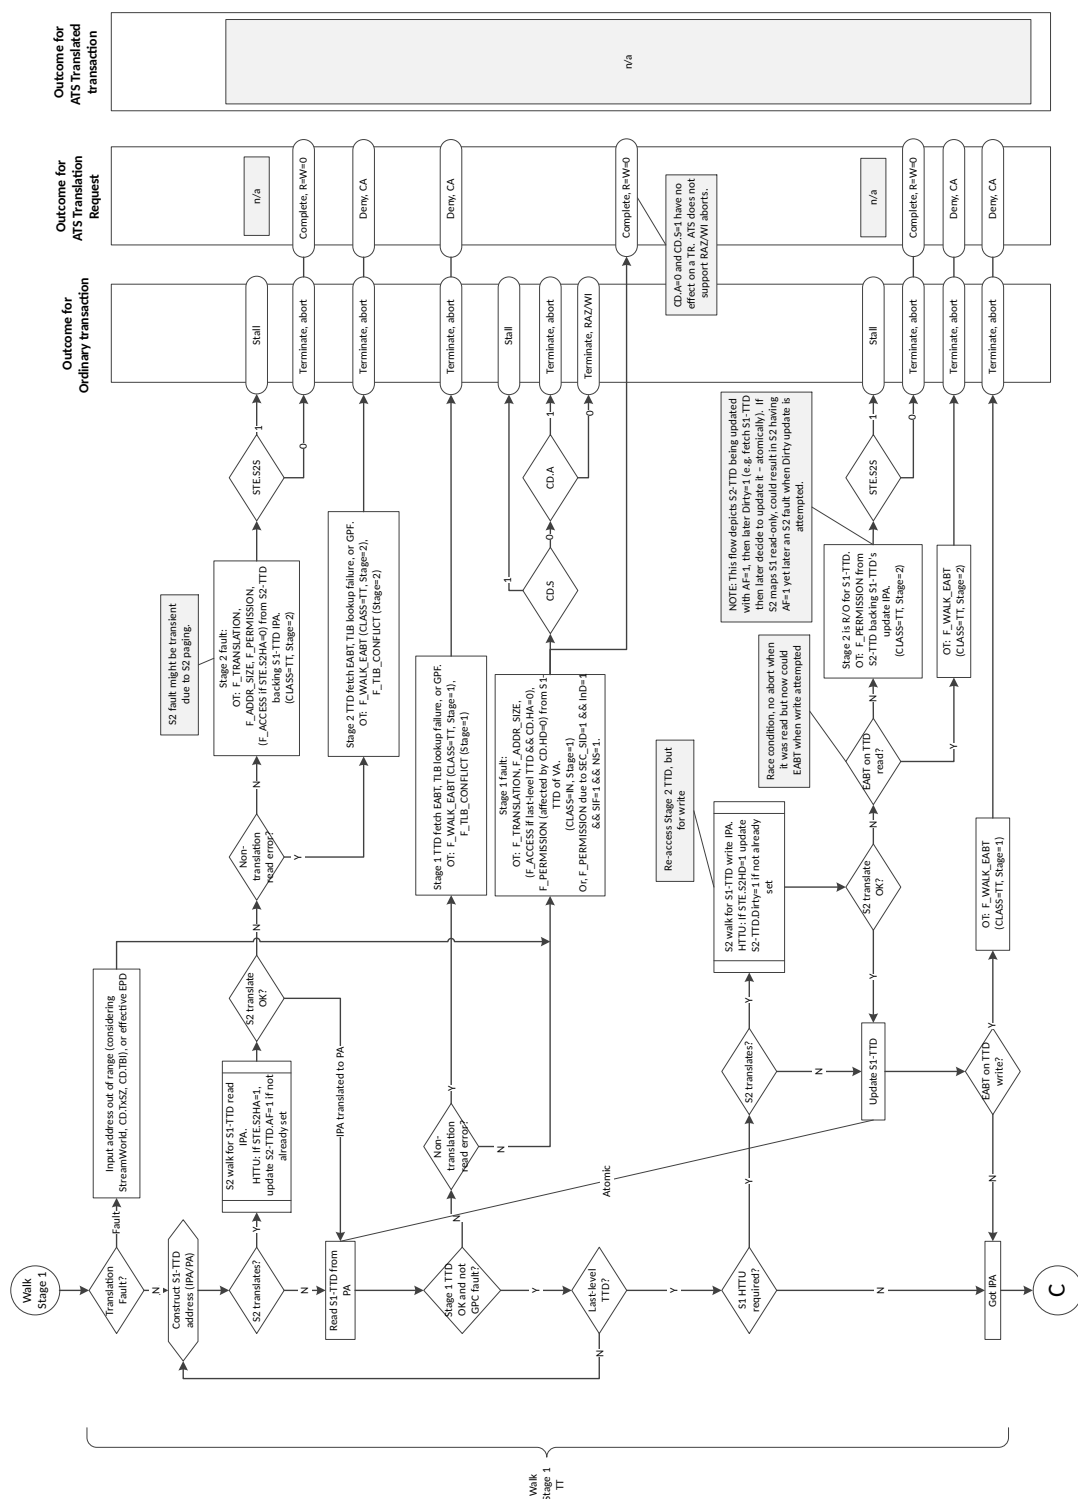 Outcome for
Ordinary transaction
Outcome for
ATS Translation
Request
Outcome for
ATS Translated
transaction
Walk
Stage 1
Translation
Fault?
Fault
N
Input address out of range (considering
StreamWorld, CD.TxSZ, CD.TBI), or effective EPD
Construct S1-TTD
address (IPA/PA)
S2 translates?
Y
N
S2 walk for S1-TTD read
IPA.
HTTU: If STE.S2HA=1,
update S2-TTD.AF=1 if not
already set
S2 translate
OK?
N
IPA translated to PA
Non-
translation
read error?
N
Y
S2 fault might be transient
due to S2 paging.
Stage 2 fault:
OT: F_TRANSLATION,
F_ADDR_SIZE, F_PERMISSION,
(F_ACCESS if STE.S2HA=0) from S2-TTD
backing S1-TTD IPA.
(CLASS=TT, Stage=2)
STE.S2S
1
0
Stall
n/a
Terminate, abort
Complete, R=W=0
Stage 2 TTD fetch EABT, TLB lookup failure, or GPF.
OT: F_WALK_EABT (CLASS=TT, Stage=2),
F_TLB_CONFLICT (Stage=2)
Terminate, abort
Deny, CA
n/a
Read S1-TTD from
PA
Stage 1 TTD
OK and not
GPC fault?
N
Y
Non-
translation
read error?
Y
N
Stage 1 TTD fetch EABT, TLB lookup failure, or GPF.
OT: F_WALK_EABT (CLASS=TT, Stage=1),
F_TLB_CONFLICT (Stage=1)
Terminate, abort
Deny, CA
Stage 1 fault:
OT: F_TRANSLATION, F_ADDR_SIZE,
(F_ACCESS if last-level TTD && CD.HA=0),
F_PERMISSION (affected by CD.HD=0) from S1-
TTD of VA.
(CLASS=IN, Stage=1)
Or, F_PERMISSION due to SEC_SID=1 && InD=1
&& SIF=1 && NS=1.
CD.S
1
0
CD.A
1
0
Stall
Terminate, abort
Terminate, RAZ/WI
Complete, R=W=0
CD.A=0 and CD.S=1 have no
effect on a TR. ATS does not
support RAZ/WI aborts.
Last-level
TTD?
N
Y
Atomic
S1 HTTU
required?
Y
N
S2 translates?
Y
N
Re-access Stage 2 TTD, but
for write
S2 walk for S1-TTD write IPA.
HTTU: If STE.S2HD=1 update
S2-TTD.Dirty=1 if not already
set
S2 translate
OK?
N
Y
Race condition, no abort when
it was read but now could
EABT when write attempted
EABT on TTD
read?
N
Y
NOTE: This flow depicts S2-TTD being updated
with AF=1, then later Dirty=1 (e.g. fetch S1-TTD
then later decide to update it – atomically). If
S2 maps S1 read-only, could result in S2 having
AF=1 yet later an S2 fault when Dirty update is
attempted.
Stage 2 is R/O for S1-TTD.
OT: F_PERMISSION from
S2-TTD backing S1-TTD's
update IPA.
(CLASS=TT, Stage=2)
STE.S2S
1
0
Stall
n/a
Terminate, abort
Complete, R=W=0
OT: F_WALK_EABT
(CLASS=TT, Stage=2)
Terminate, abort
Deny, CA
Update S1-TTD
EABT on TTD
write?
Y
N
OT: F_WALK_EABT
(CLASS=TT, Stage=1)
Terminate, abort
Deny, CA
Got IPA
C
Walk
Stage 1
TT